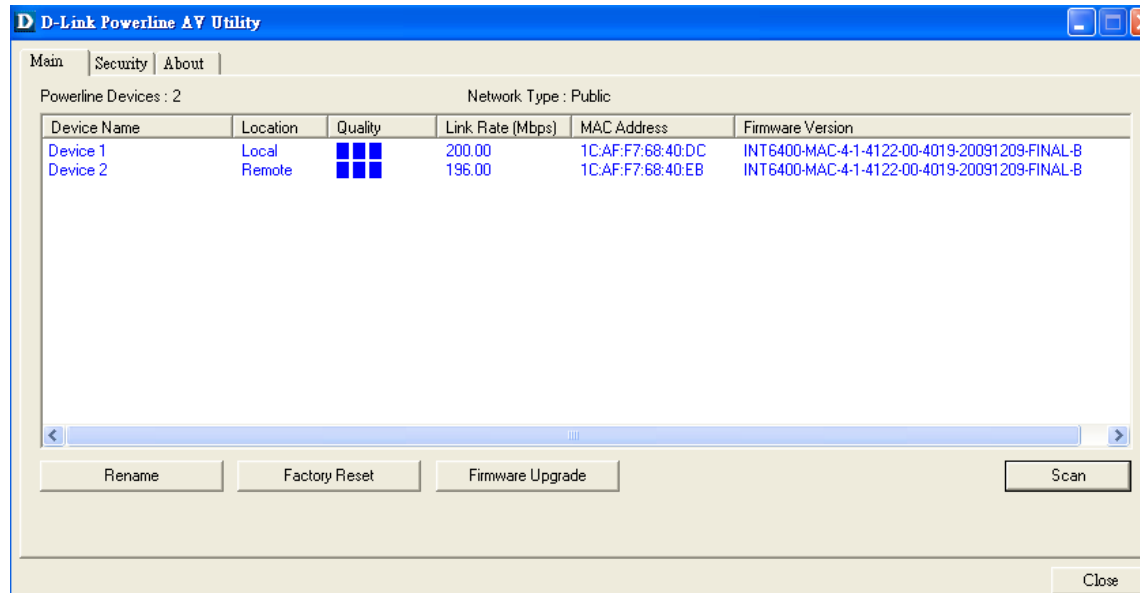 D D-Link Powerline AV Utility
Main Security About
Powerline Devices : 2 Network Type : Public
Device Name Location Quality Link Rate (Mbps) MAC Address Firmware Version
Device 1 Local 200.00 1C:AF:F7:68:40:DC INT6400-MAC-4-1-4122-00-4019-20091209-FINAL-B
Device 2 Remote 196.00 1C:AF:F7:68:40:EB INT6400-MAC-4-1-4122-00-4019-20091209-FINAL-B
Rename Factory Reset Firmware Upgrade Scan
Close